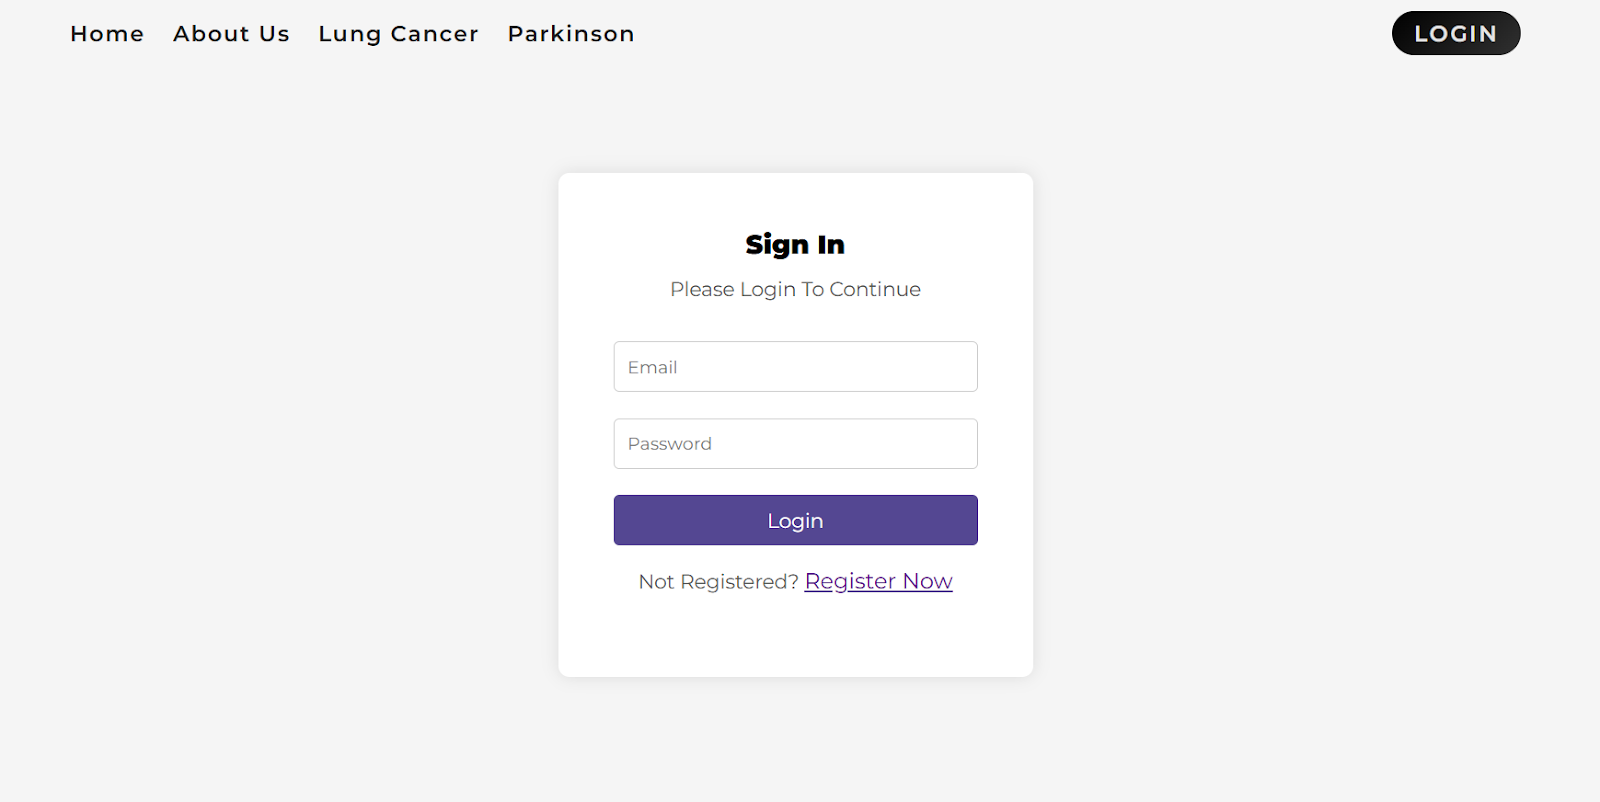 Home About Us Lung Cancer Parkinson LOGIN
Sign In
Please Login To Continue
Email
Password
Login
Not Registered? Register Now